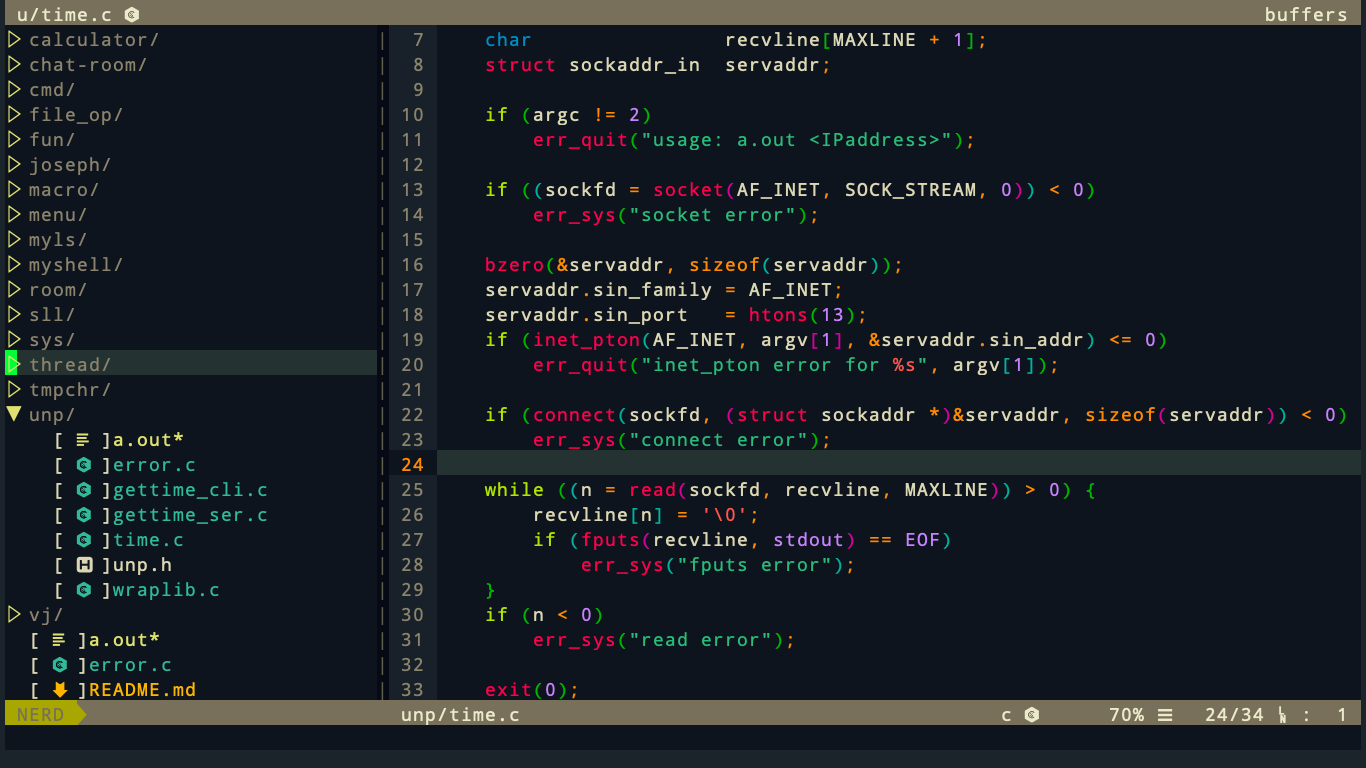 u/time.c buffers
calculator/ | 7 char recvline[MAXLINE + 1];
chat-room/ | 8 struct sockaddr_in servaddr;
cmd/ | 9
file_op/ | 10 if (argc != 2)
fun/ | 11 err_quit("usage: a.out <IPaddress>");
joseph/ | 12
macro/ | 13 if ((sockfd = socket(AF_INET, SOCK_STREAM, 0)) < 0)
menu/ | 14 err_sys("socket error");
myls/ | 15
myshell/ | 16 bzero(&servaddr, sizeof(servaddr));
room/ | 17 servaddr.sin_family = AF_INET;
sll/ | 18 servaddr.sin_port = htons(13);
sys/ | 19 if (inet_pton(AF_INET, argv[1], &servaddr.sin_addr) <= 0)
thread/ | 20 err_quit("inet_pton error for %s", argv[1]);
tmpchr/ | 21
unp/ | 22 if (connect(sockfd, (struct sockaddr *)&servaddr, sizeof(servaddr)) < 0)
[ ]a.out* | 23 err_sys("connect error");
[ ]error.c | 24
[ ]gettime_cli.c | 25 while ((n = read(sockfd, recvline, MAXLINE)) > 0) {
[ ]gettime_ser.c | 26 recvline[n] = '\0';
[ ]time.c | 27 if (fputs(recvline, stdout) == EOF)
[ H ]unp.h | 28 err_sys("fputs error");
[ ]wraplib.c | 29 }
vj/ | 30 if (n < 0)
[ ]a.out* | 31 err_sys("read error");
[ ]error.c | 32
[ ]README.md | 33 exit(0);
NERD unp/time.c c 70% ☰ 24/34 : 1